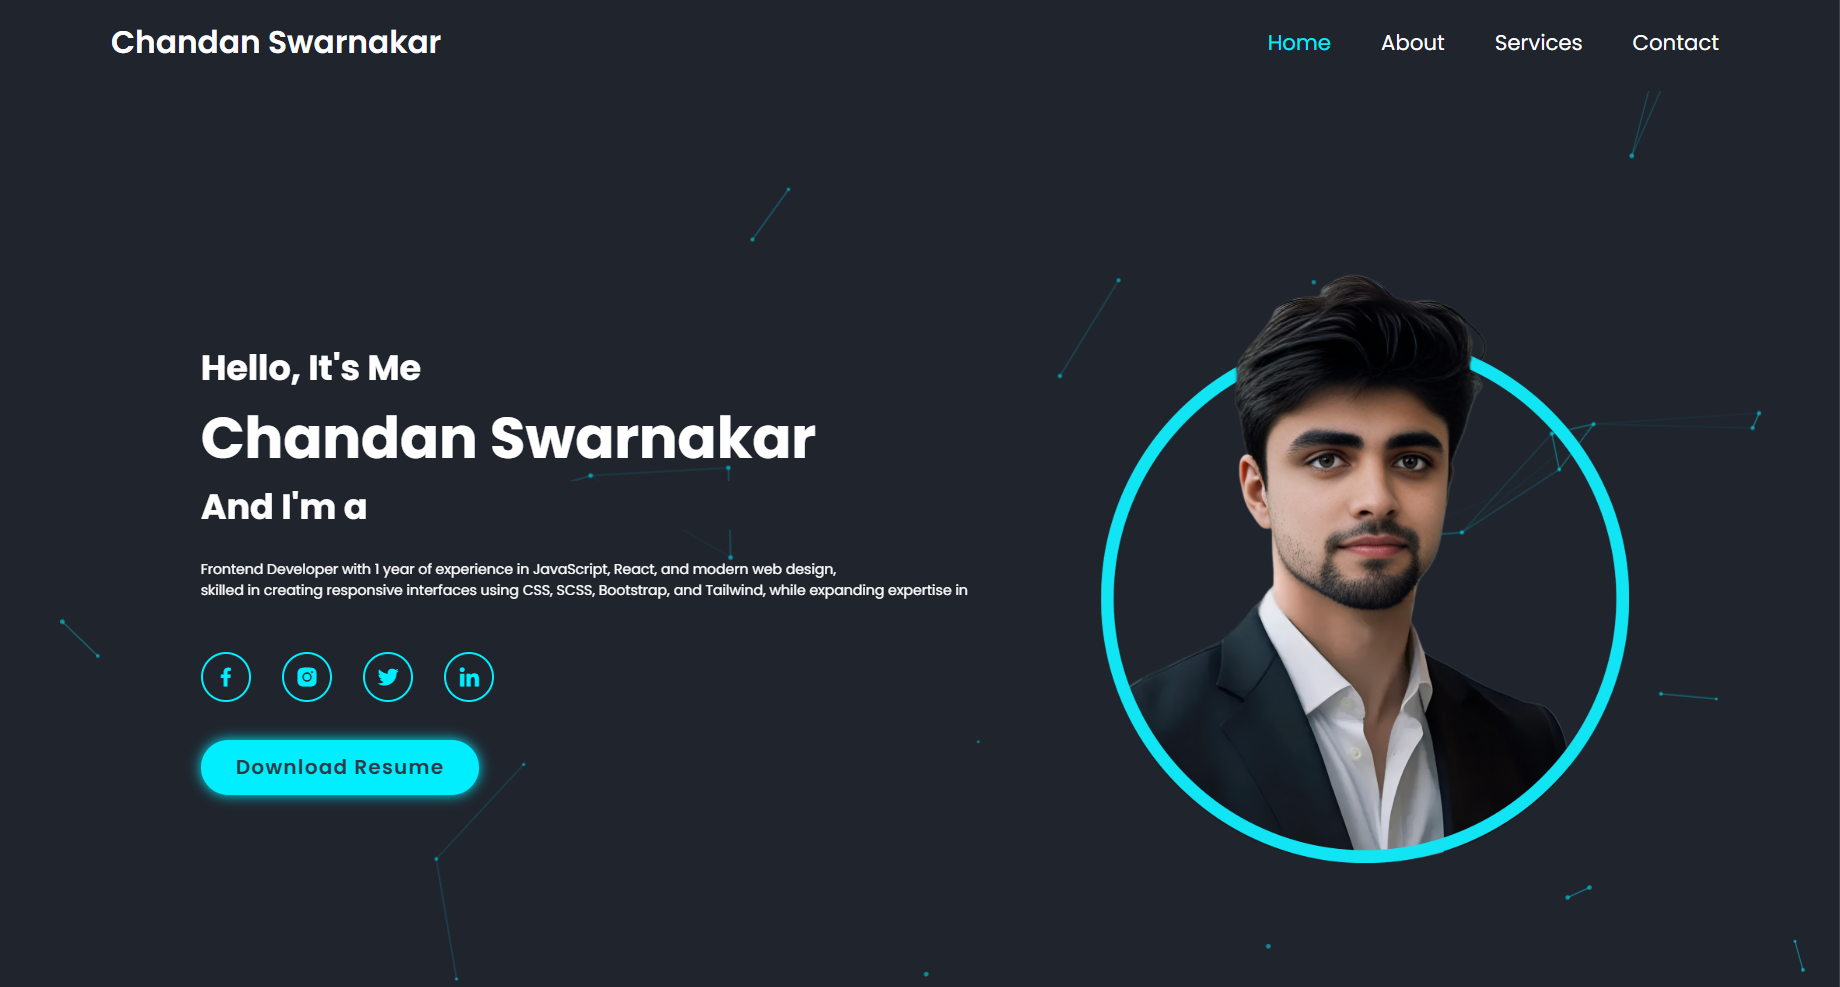 Chandan Swarnakar
Home About Services Contact
Hello, It's Me
Chandan Swarnakar
And I'm a
Frontend Developer with 1 year of experience in JavaScript, React, and modern web design,
skilled in creating responsive interfaces using CSS, SCSS, Bootstrap, and Tailwind, while expanding expertise in
Download Resume